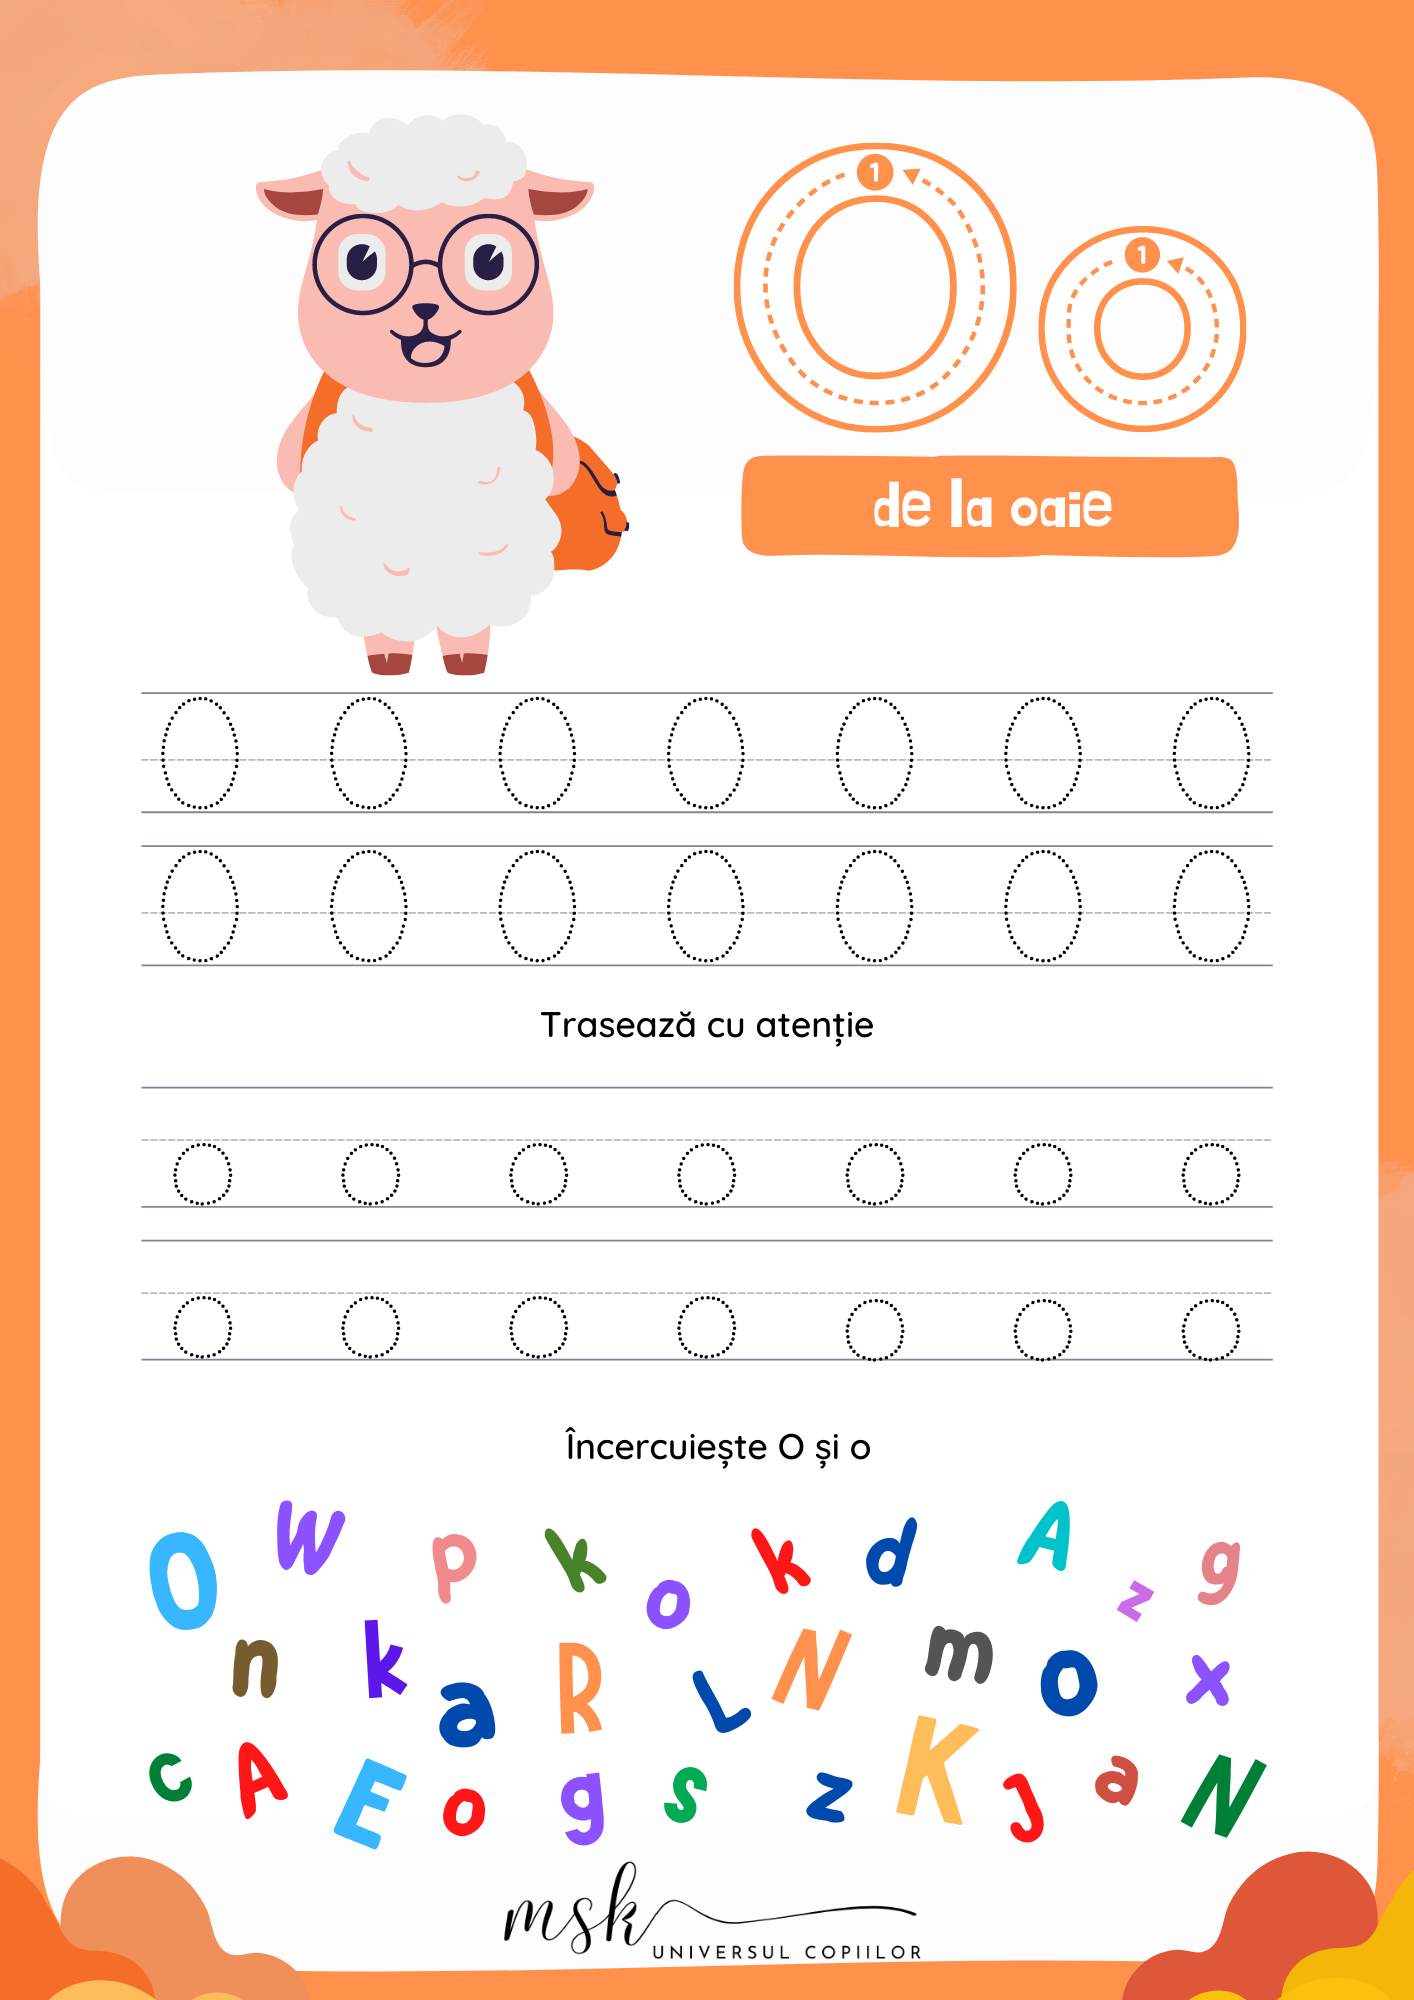 O o
1 1
de la oaie
O O O O O O O
O O O O O O O
Trasează cu atenție
o o o o o o o
o o o o o o o
Încercuiește O și o
O W p k o k d A z g
n k a R L N m o x
c A E o g s z K J a N
msk
UNIVERSUL COPIILOR